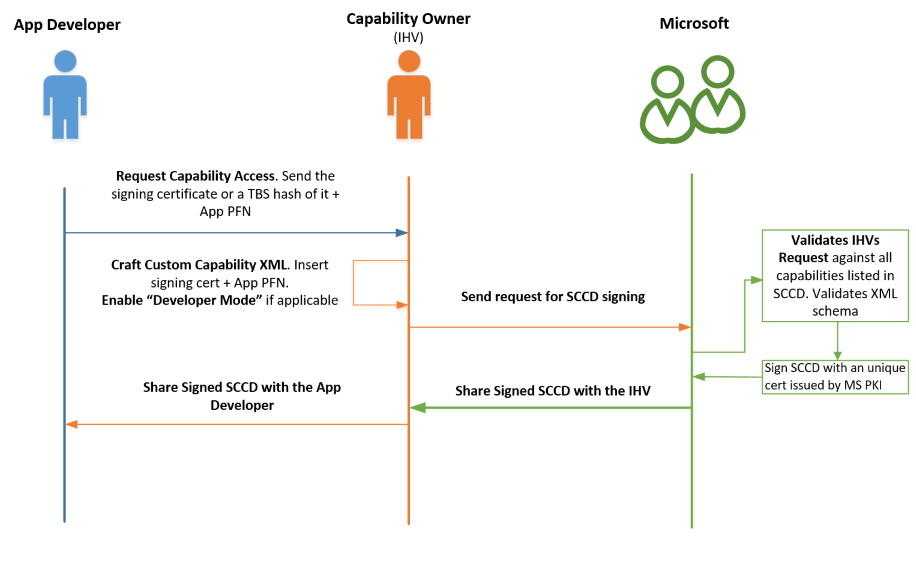 App Developer
Capability Owner
(IHV)
Microsoft
Request Capability Access. Send the
signing certificate or a TBS hash of it +
App PFN
Craft Custom Capability XML. Insert
signing cert + App PFN.
Enable “Developer Mode” if applicable
Send request for SCCD signing
Validates IHVs
Request against all
capabilities listed in
SCCD. Validates XML
schema
Sign SCCD with an unique
cert issued by MS PKI
Share Signed SCCD with the IHV
Share Signed SCCD with the App
Developer